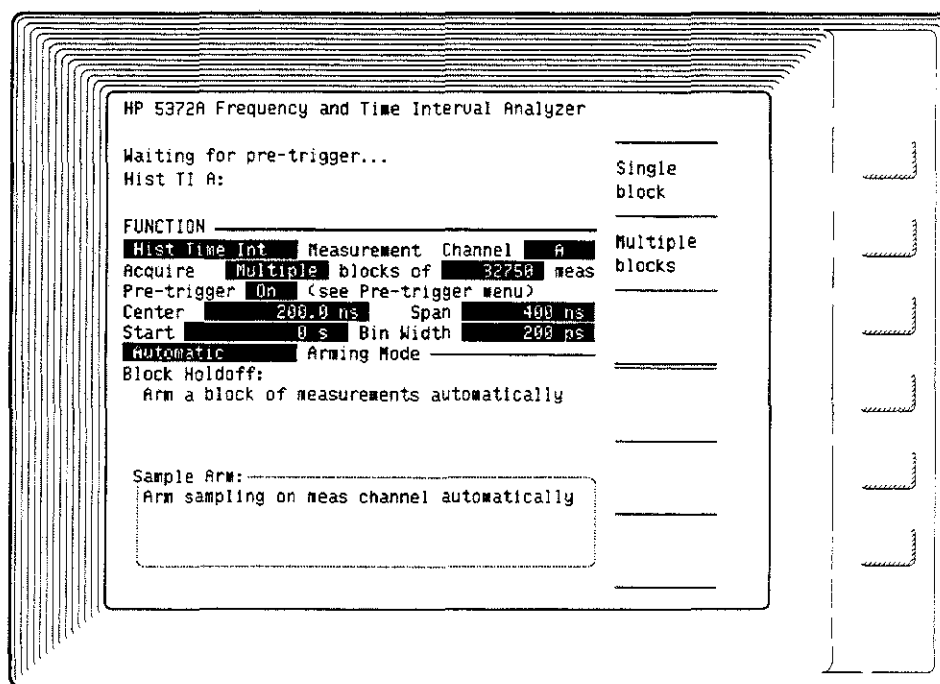 HP 5372A Frequency and Time Interval Analyzer
Waiting for pre-trigger...
Hist TI A:
FUNCTION
Hist Time Int Measurement Channel A
Acquire Multiple blocks of 32750 meas
Pre-trigger On (see Pre-trigger menu)
Center 200.0 ns Span 400 ns
Start 0 s Bin Width 200 ps
Automatic Arming Mode
Block Holdoff:
Arm a block of measurements automatically
Sample Arm:
Arm sampling on meas channel automatically
Single
block
Multiple
blocks